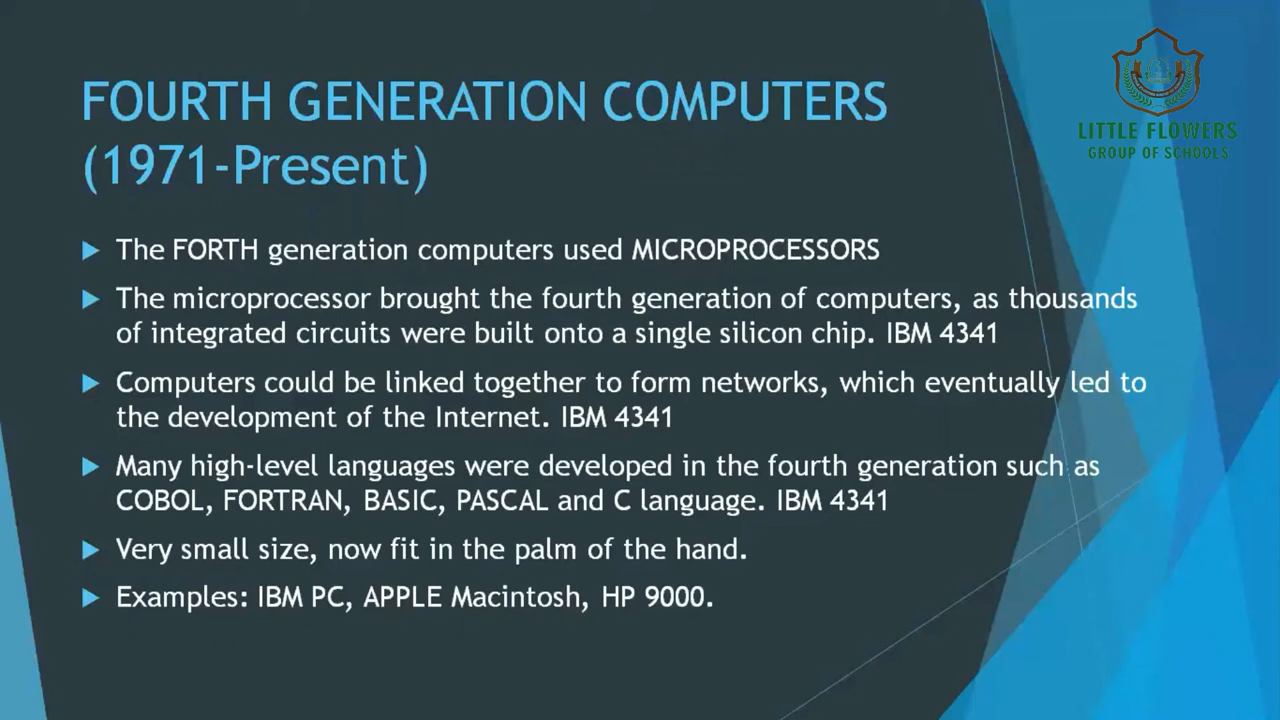 LITTLE FLOWERS
GROUP OF SCHOOLS
FOURTH GENERATION COMPUTERS
(1971-Present)
The FORTH generation computers used MICROPROCESSORS
The microprocessor brought the fourth generation of computers, as thousands
of integrated circuits were built onto a single silicon chip. IBM 4341
Computers could be linked together to form networks, which eventually led to
the development of the Internet. IBM 4341
Many high-level languages were developed in the fourth generation such as
COBOL, FORTRAN, BASIC, PASCAL and C language. IBM 4341
Very small size, now fit in the palm of the hand.
Examples: IBM PC, APPLE Macintosh, HP 9000.